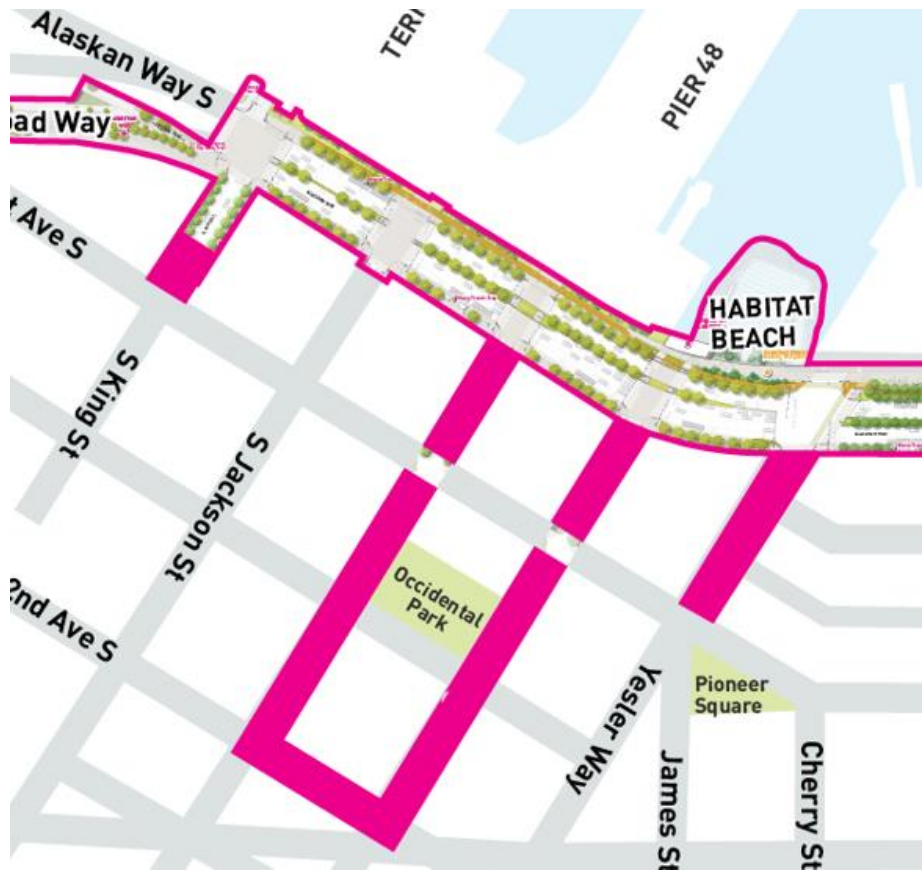 Alaskan Way S
TERI
PIER 48
oad Way
HABITAT
BEACH
t Ave S
S King St
S Jackson St
2nd Ave S
Occidental
Park
Yesler Way
Pioneer
Square
James St
Cherry St